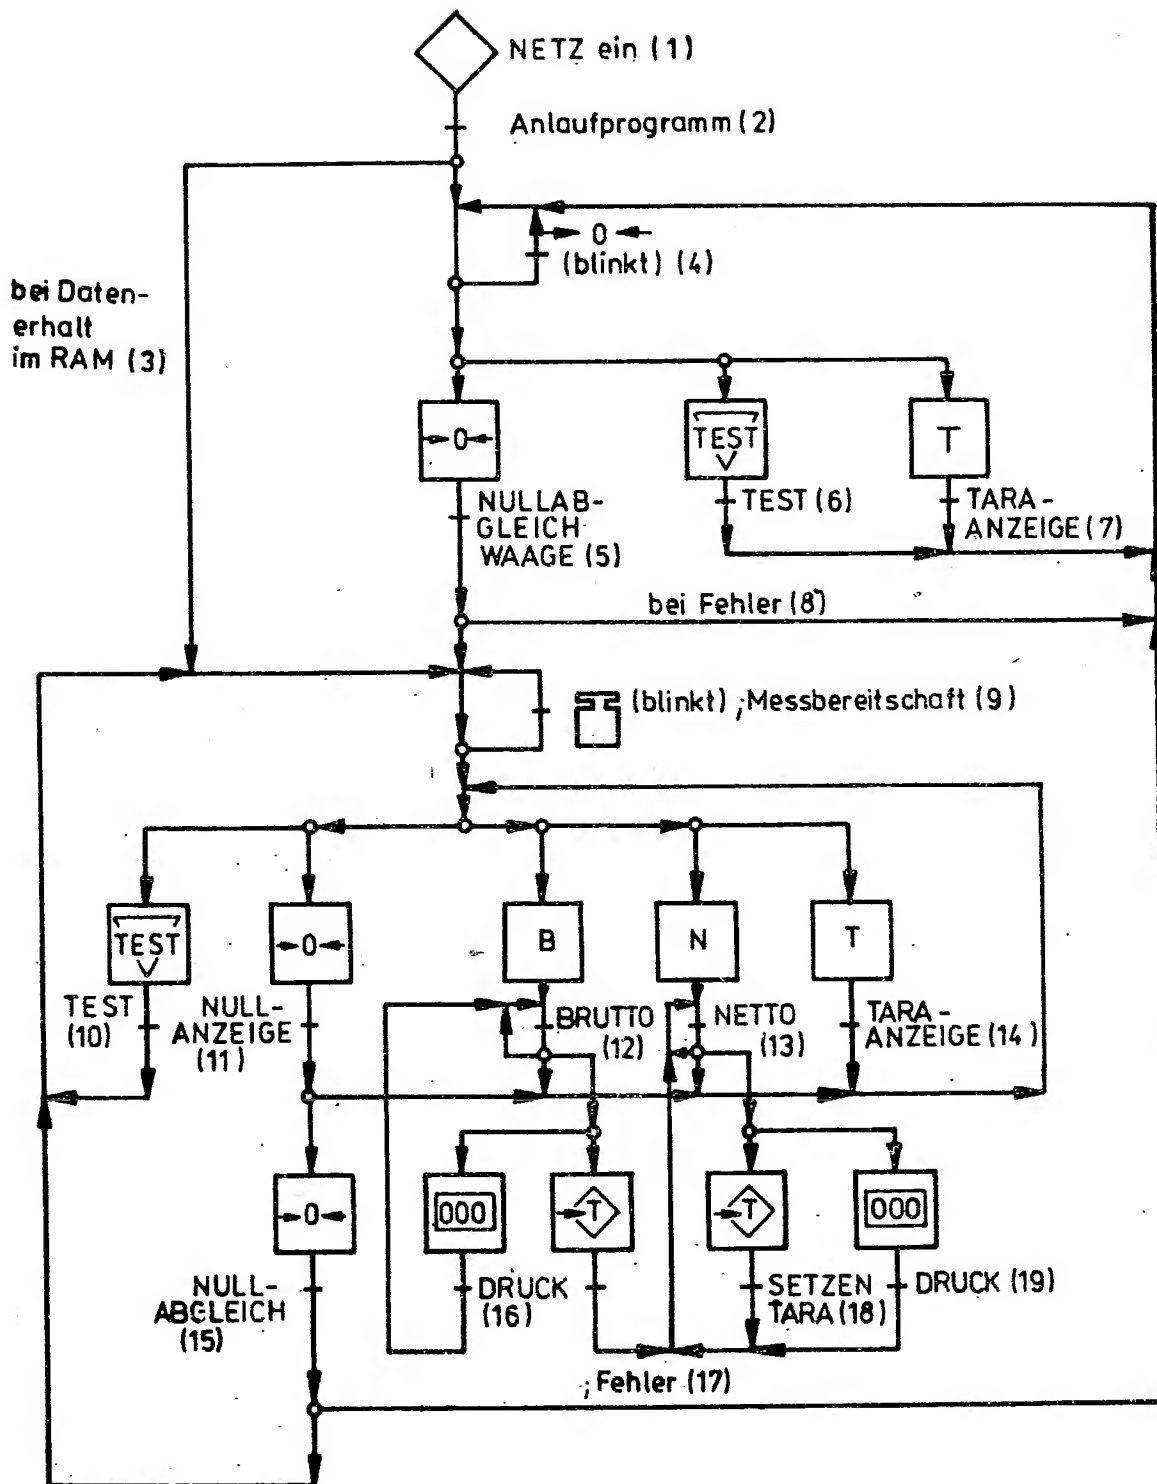 NETZ ein (1)
Anlaufprogramm (2)
0
(blinkt) (4)
bei Daten-
erhalt
im RAM (3)
0
TEST
T
NULLAB-
GLEICH
WAAGE (5)
TEST (6)
TARA-
ANZEIGE (7)
bei Fehler (8)
(blinkt) ; Messbereitschaft (9)
TEST
0
B
N
T
TEST
(10)
NULL-
ANZEIGE
(11)
BRUTTO
(12)
NETTO
(13)
TARA-
ANZEIGE (14)
0
000
T
T
000
NULL-
ABGLEICH
(15)
DRUCK
(16)
SETZEN
TARA (18)
DRUCK (19)
; Fehler (17)